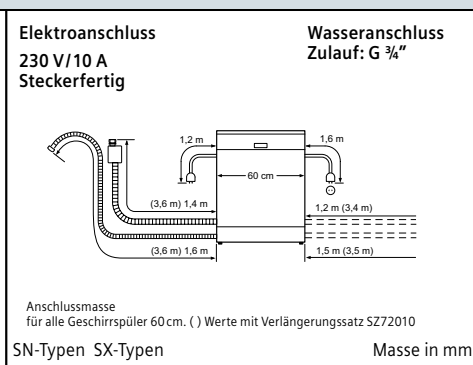 Elektroanschluss
230 V/10 A
Steckerfertig
Wasseranschluss
Zulauf: G ¾"
1,2 m
1,6 m
60 cm
(3,6 m) 1,4 m
1,2 m (3,4 m)
(3,6 m) 1,6 m
1,5 m (3,5 m)
Anschlussmasse
für alle Geschirrspüler 60 cm. ( ) Werte mit Verlängerungssatz SZ72010
SN-Typen SX-Typen
Masse in mm